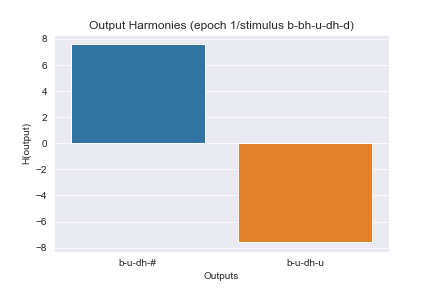 Output Harmonies (epoch 1/stimulus b-bh-u-dh-d)
8
6
4
2
0
−2
−4
−6
−8
H(output)
b-u-dh-#
b-u-dh-u
Outputs